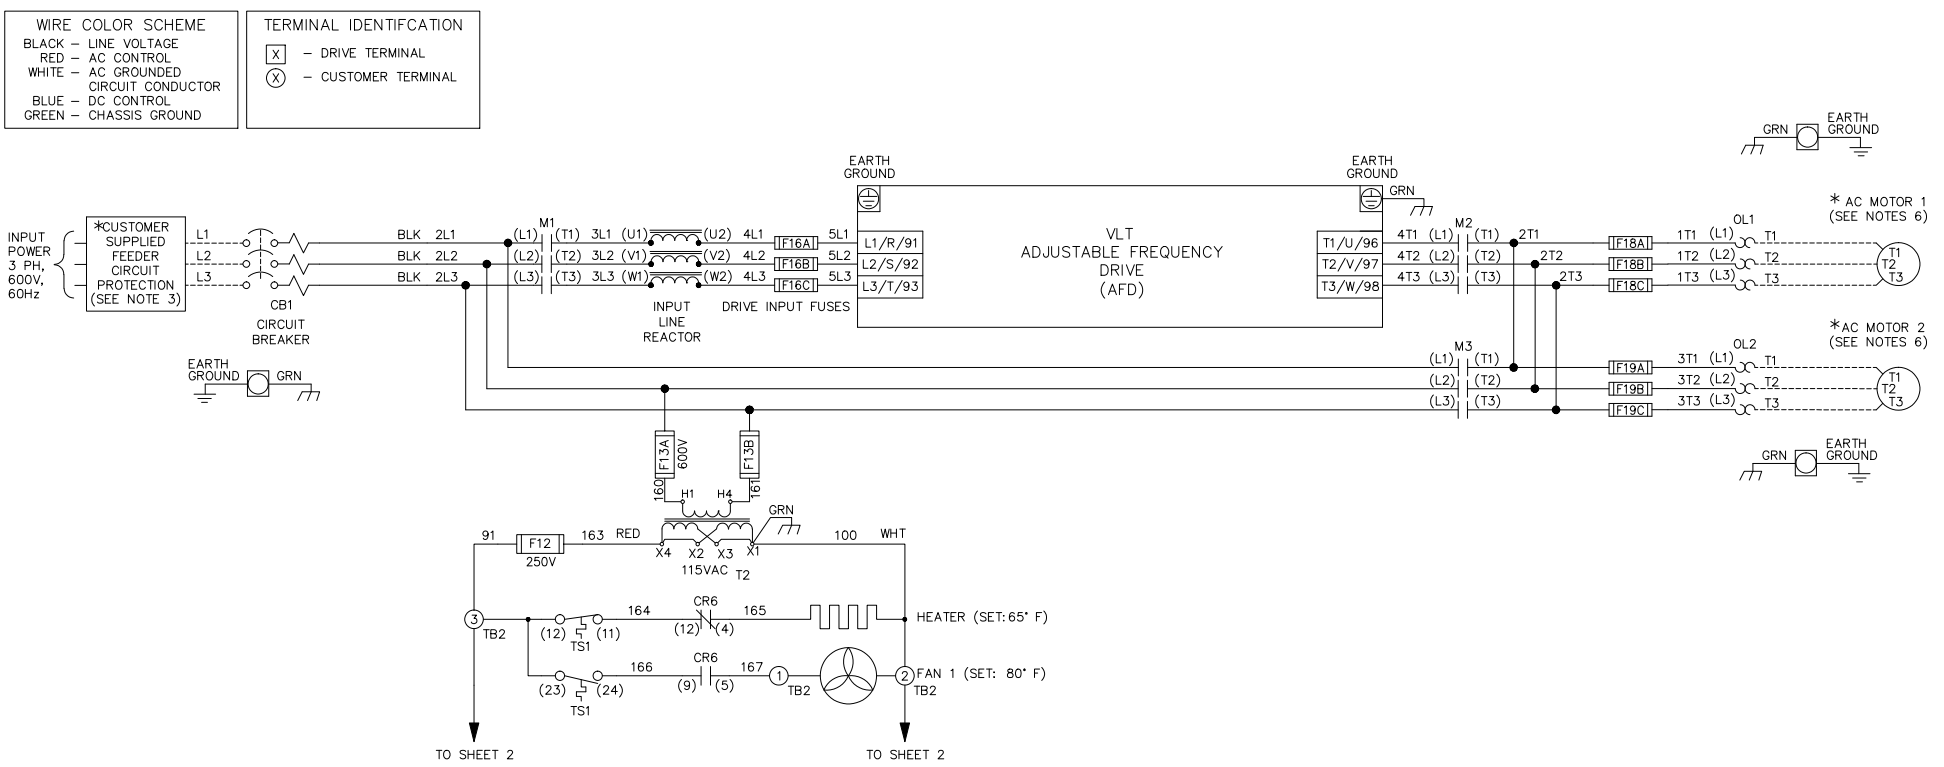 WIRE COLOR SCHEME
BLACK – LINE VOLTAGE
RED – AC CONTROL
WHITE – AC GROUNDED
CIRCUIT CONDUCTOR
BLUE – DC CONTROL
GREEN – CHASSIS GROUND
TERMINAL IDENTIFCATION
X – DRIVE TERMINAL
X – CUSTOMER TERMINAL
INPUT
POWER
3 PH,
600V,
60Hz
*CUSTOMER
SUPPLIED
FEEDER
CIRCUIT
PROTECTION
(SEE NOTE 3)
L1
L2
L3
CB1
CIRCUIT
BREAKER
EARTH
GROUND
GRN
BLK 2L1
BLK 2L2
BLK 2L3
M1
(L1) (T1) 3L1 (U1) (U2) 4L1 F16A 5L1
(L2) (T2) 3L2 (V1) (V2) 4L2 F16B 5L2
(L3) (T3) 3L3 (W1) (W2) 4L3 F16C 5L3
INPUT
LINE
REACTOR
DRIVE INPUT FUSES
EARTH
GROUND
L1/R/91
L2/S/92
L3/T/93
VLT
ADJUSTABLE FREQUENCY
DRIVE
(AFD)
EARTH
GROUND
GRN
T1/U/96
T2/V/97
T3/W/98
M2
4T1 (L1) (T1) 2T1 F18A 1T1 (L1) T1
4T2 (L2) (T2) 2T2 F18B 1T2 (L2) T2
4T3 (L3) (T3) 2T3 F18C 1T3 (L3) T3
OL1
GRN
EARTH
GROUND
* AC MOTOR 1
(SEE NOTES 6)
T1
T2
T3
M3
(L1) (T1) F19A 3T1 (L1) T1
(L2) (T2) F19B 3T2 (L2) T2
(L3) (T3) F19C 3T3 (L3) T3
OL2
*AC MOTOR 2
(SEE NOTES 6)
T1
T2
T3
GRN
EARTH
GROUND
F13A
600V
F13B
160
161
H1 H4
GRN
X4 X2 X3 X1
115VAC T2
91 F12 163 RED
250V
100 WHT
3
TB2
(12) (11)
TS1
164
CR6
(12) (4)
165
HEATER (SET:65° F)
(23) (24)
TS1
166
CR6
(9) (5)
167
1
TB2
2
TB2
FAN 1 (SET: 80° F)
TO SHEET 2
TO SHEET 2